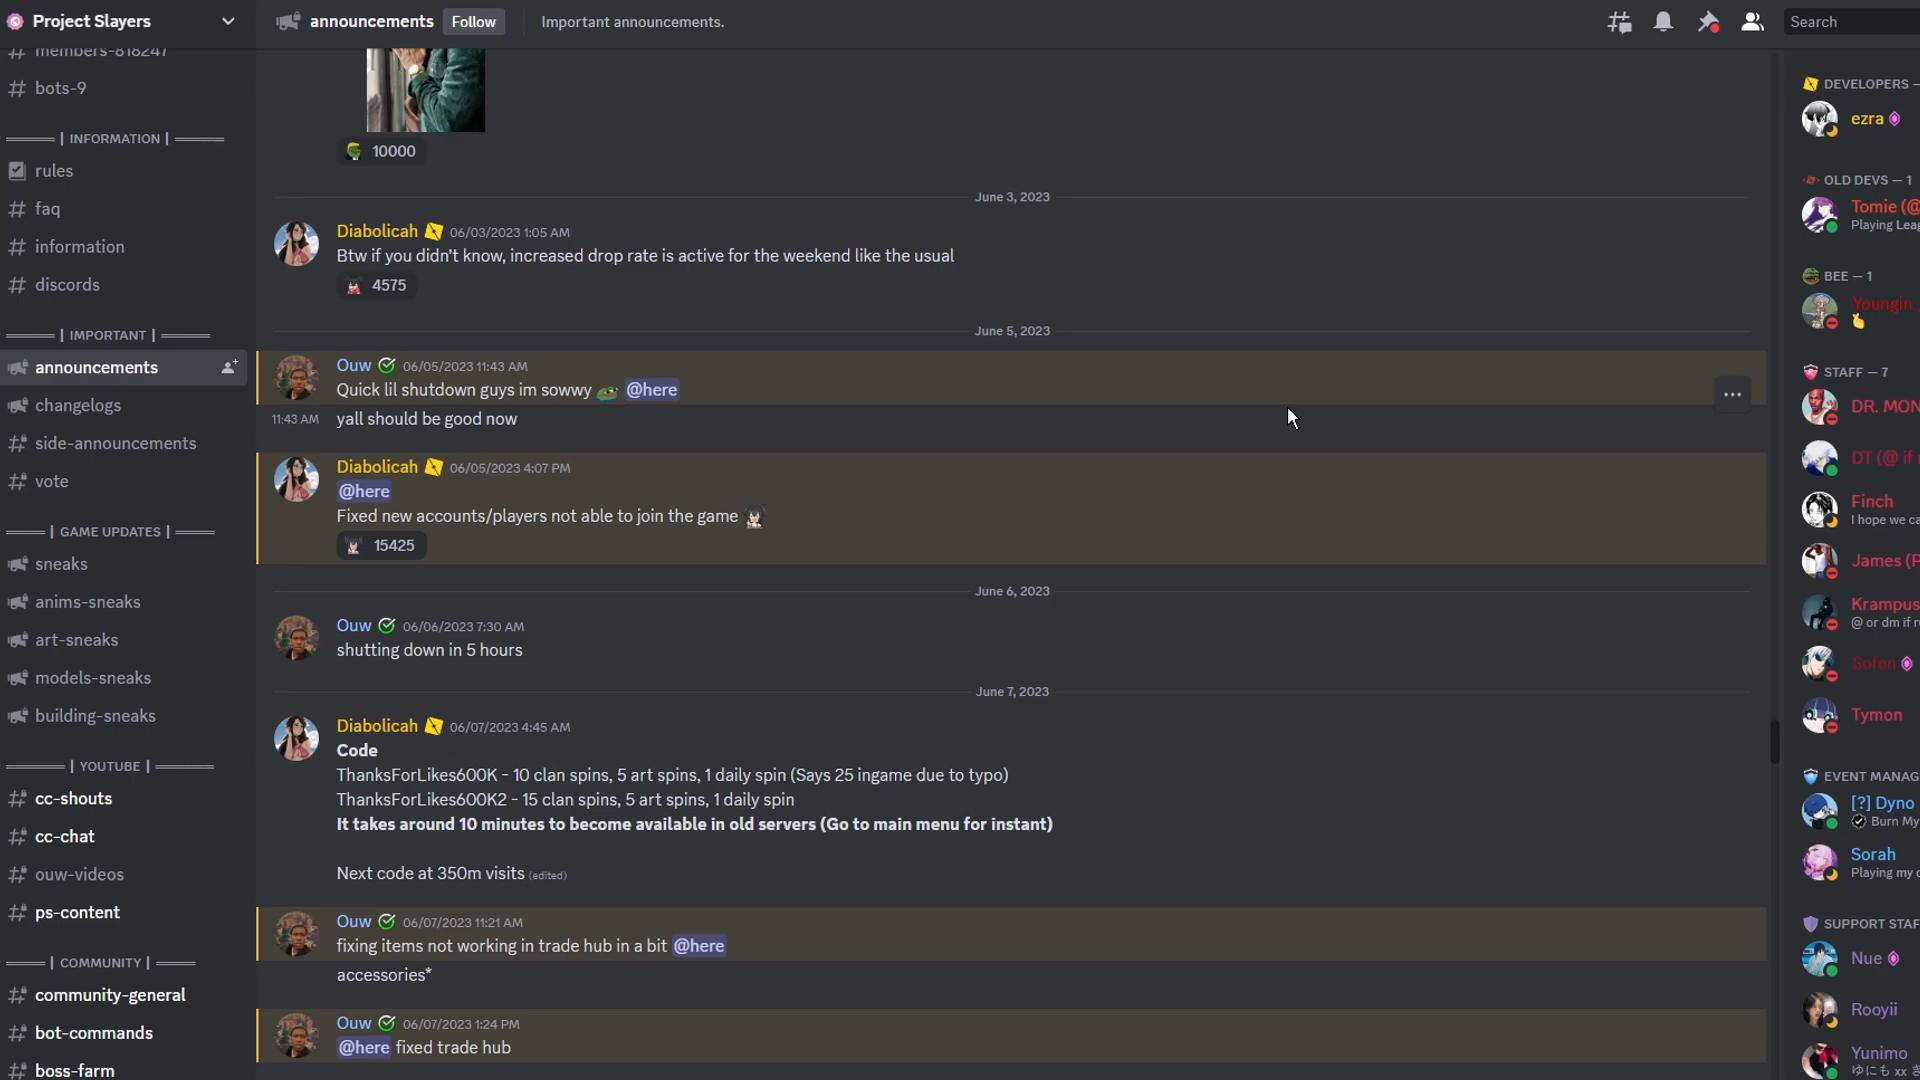 Project Slayers
members-818247
bots-9
| INFORMATION |
rules
faq
information
discords
| IMPORTANT |
announcements
changelogs
side-announcements
vote
| GAME UPDATES |
sneaks
anims-sneaks
art-sneaks
models-sneaks
building-sneaks
| YOUTUBE |
cc-shouts
cc-chat
ouw-videos
ps-content
| COMMUNITY |
community-general
bot-commands
boss-farm
announcements Follow Important announcements.
Search
10000
June 3, 2023
Diabolicah 06/03/2023 1:05 AM
Btw if you didn't know, increased drop rate is active for the weekend like the usual
4575
June 5, 2023
Ouw 06/05/2023 11:43 AM
Quick lil shutdown guys im sowwy @here
11:43 AM yall should be good now
Diabolicah 06/05/2023 4:07 PM
@here
Fixed new accounts/players not able to join the game
15425
June 6, 2023
Ouw 06/06/2023 7:30 AM
shutting down in 5 hours
June 7, 2023
Diabolicah 06/07/2023 4:45 AM
Code
ThanksForLikes600K - 10 clan spins, 5 art spins, 1 daily spin (Says 25 ingame due to typo)
ThanksForLikes600K2 - 15 clan spins, 5 art spins, 1 daily spin
It takes around 10 minutes to become available in old servers (Go to main menu for instant)
Next code at 350m visits (edited)
Ouw 06/07/2023 11:21 AM
fixing items not working in trade hub in a bit @here
accessories*
Ouw 06/07/2023 1:24 PM
@here fixed trade hub
DEVELOPERS —
ezra
OLD DEVS — 1
Tomie (@
Playing Leag
BEE — 1
Youngin
STAFF — 7
DR. MON
DT (@ if
Finch
I hope we ca
James (P
Krampus
@ or dm if r
Sofen
Tymon
EVENT MANAG
[?] Dyno
Burn My
Sorah
Playing my
SUPPORT STAF
Nue
Rooyii
Yunimo
ゆにも xx